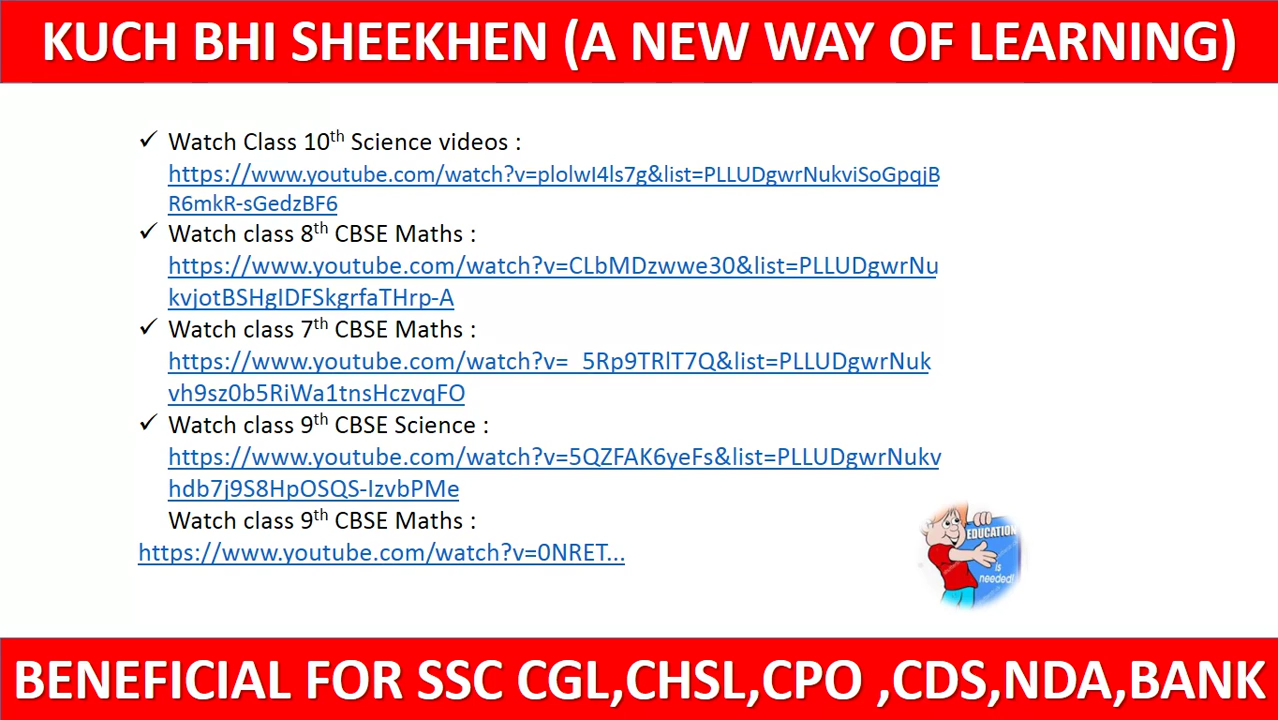 KUCH BHI SHEEKHEN (A NEW WAY OF LEARNING)
✓ Watch Class 10th Science videos :
https://www.youtube.com/watch?v=plolwI4ls7g&list=PLLUDgwrNukviSoGpqjB
R6mkR-sGedzBF6
✓ Watch class 8th CBSE Maths :
https://www.youtube.com/watch?v=CLbMDzwwe30&list=PLLUDgwrNu
kvjotBSHgIDFSkgrfaTHrp-A
✓ Watch class 7th CBSE Maths :
https://www.youtube.com/watch?v=_5Rp9TRlT7Q&list=PLLUDgwrNuk
vh9sz0b5RiWa1tnsHczvqFO
✓ Watch class 9th CBSE Science :
https://www.youtube.com/watch?v=5QZFAK6yeFs&list=PLLUDgwrNukv
hdb7j9S8HpOSQS-IzvbPMe
Watch class 9th CBSE Maths :
https://www.youtube.com/watch?v=0NRET...
EDUCATION
is
needed!
BENEFICIAL FOR SSC CGL,CHSL,CPO ,CDS,NDA,BANK